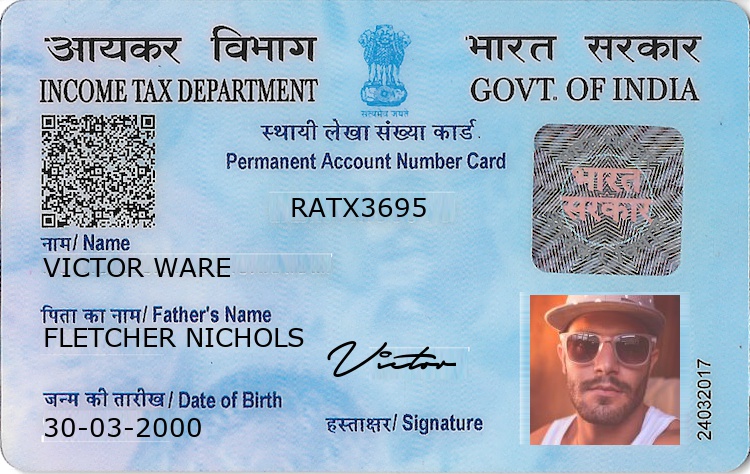 आयकर विभाग
INCOME TAX DEPARTMENT
भारत सरकार
GOVT. OF INDIA
सत्यमेव जयते
स्थायी लेखा संख्या कार्ड
Permanent Account Number Card
RATX3695
भारत
सरकार
नाम/ Name
VICTOR WARE
पिता का नाम/ Father's Name
FLETCHER NICHOLS
Victor
जन्म की तारीख/ Date of Birth
30-03-2000
हस्ताक्षर/ Signature
24032017